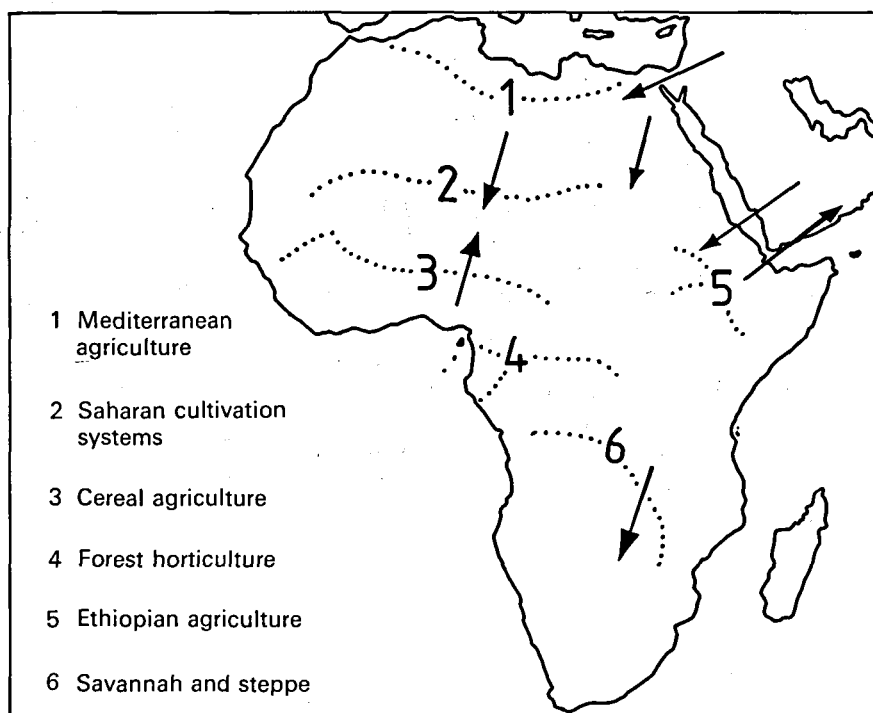 1
2
3
5
4
6
1 Mediterranean
agriculture
2 Saharan cultivation
systems
3 Cereal agriculture
4 Forest horticulture
5 Ethiopian agriculture
6 Savannah and steppe